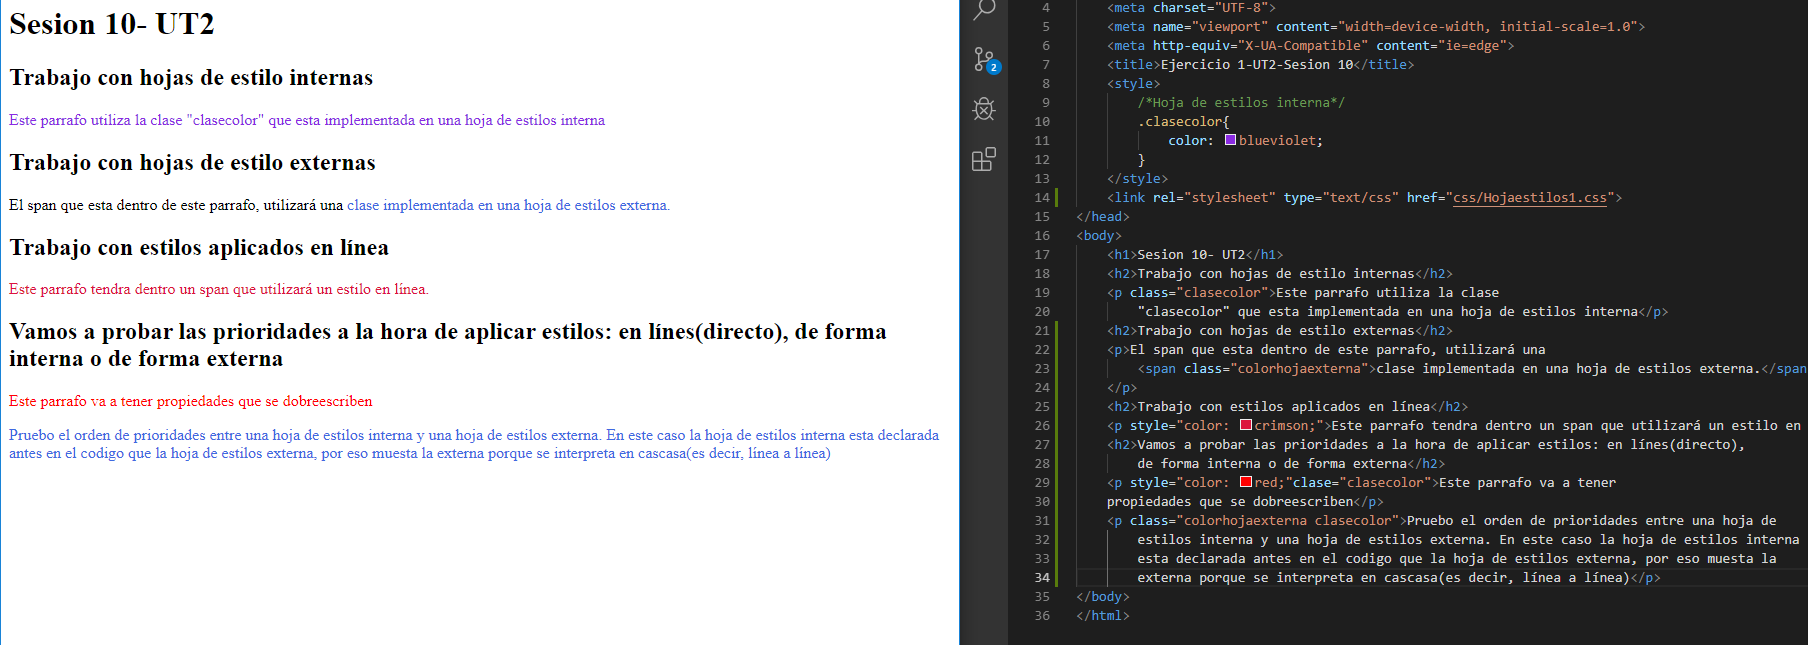 Sesion 10- UT2
Trabajo con hojas de estilo internas
Este parrafo utiliza la clase "clasecolor" que esta implementada en una hoja de estilos interna
Trabajo con hojas de estilo externas
El span que esta dentro de este parrafo, utilizará una clase implementada en una hoja de estilos externa.
Trabajo con estilos aplicados en línea
Este parrafo tendra dentro un span que utilizará un estilo en línea.
Vamos a probar las prioridades a la hora de aplicar estilos: en línes(directo), de forma
interna o de forma externa
Este parrafo va a tener propiedades que se dobreescriben
Pruebo el orden de prioridades entre una hoja de estilos interna y una hoja de estilos externa. En este caso la hoja de estilos interna esta declarada
antes en el codigo que la hoja de estilos externa, por eso muesta la externa porque se interpreta en cascasa(es decir, línea a línea)
2
4 <meta charset="UTF-8">
5 <meta name="viewport" content="width=device-width, initial-scale=1.0">
6 <meta http-equiv="X-UA-Compatible" content="ie=edge">
7 <title>Ejercicio 1-UT2-Sesion 10</title>
8 <style>
9 /*Hoja de estilos interna*/
10 .clasecolor{
11 color: blueviolet;
12 }
13 </style>
14 <link rel="stylesheet" type="text/css" href="css/Hojaestilos1.css">
15 </head>
16 <body>
17 <h1>Sesion 10- UT2</h1>
18 <h2>Trabajo con hojas de estilo internas</h2>
19 <p class="clasecolor">Este parrafo utiliza la clase
20 "clasecolor" que esta implementada en una hoja de estilos interna</p>
21 <h2>Trabajo con hojas de estilo externas</h2>
22 <p>El span que esta dentro de este parrafo, utilizará una
23 <span class="colorhojaexterna">clase implementada en una hoja de estilos externa.</span
24 </p>
25 <h2>Trabajo con estilos aplicados en línea</h2>
26 <p style="color: crimson;">Este parrafo tendra dentro un span que utilizará un estilo en
27 <h2>Vamos a probar las prioridades a la hora de aplicar estilos: en línes(directo),
28 de forma interna o de forma externa</h2>
29 <p style="color: red;"clase="clasecolor">Este parrafo va a tener
30 propiedades que se dobreescriben</p>
31 <p class="colorhojaexterna clasecolor">Pruebo el orden de prioridades entre una hoja de
32 estilos interna y una hoja de estilos externa. En este caso la hoja de estilos interna
33 esta declarada antes en el codigo que la hoja de estilos externa, por eso muesta la
34 externa porque se interpreta en cascasa(es decir, línea a línea)</p>
35 </body>
36 </html>